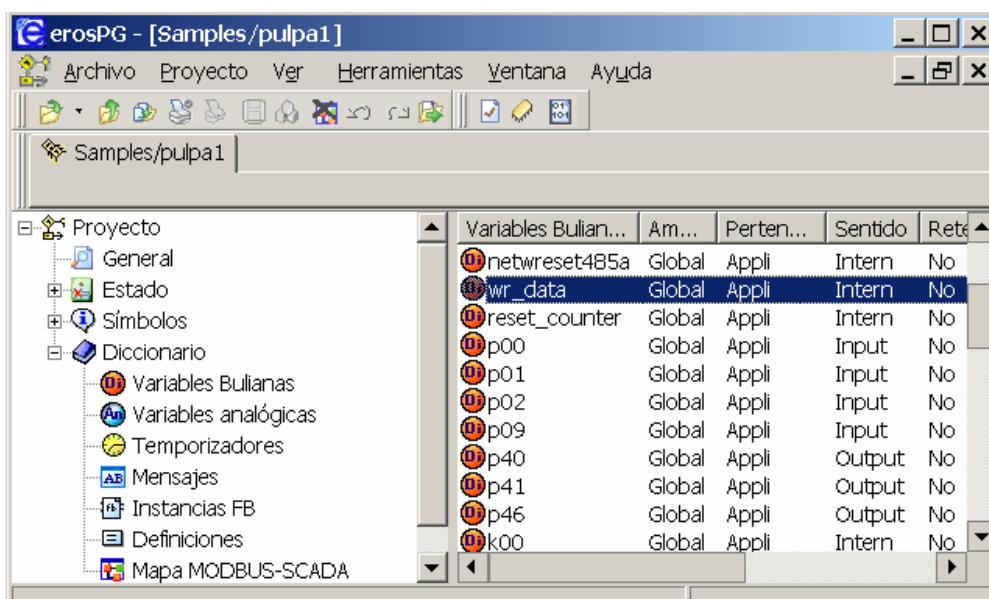 erosPG - [Samples/pulpa1]
Archivo Proyecto Ver Herramientas Ventana Ayuda
Samples/pulpa1
Proyecto
General
Estado
Símbolos
Diccionario
Variables Bulianas
Variables analógicas
Temporizadores
Mensajes
Instancias FB
Definiciones
Mapa MODBUS-SCADA
Variables Bulian... Am... Perten... Sentido Rete
netwreset485a Global Appli Intern No
wr_data Global Appli Intern No
reset_counter Global Appli Intern No
p00 Global Appli Input No
p01 Global Appli Input No
p02 Global Appli Input No
p09 Global Appli Input No
p40 Global Appli Output No
p41 Global Appli Output No
p46 Global Appli Output No
k00 Global Appli Intern No